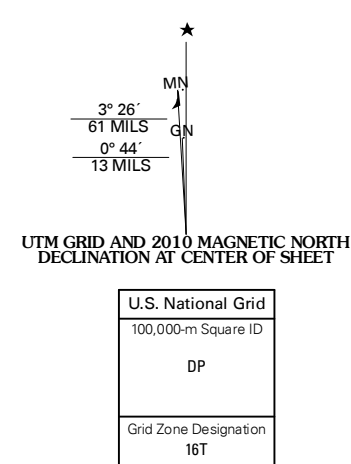 MN
3° 26´
61 MILS
GN
0° 44´
13 MILS
UTM GRID AND 2010 MAGNETIC NORTH
DECLINATION AT CENTER OF SHEET
U.S. National Grid
100,000-m Square ID
DP
Grid Zone Designation
16T